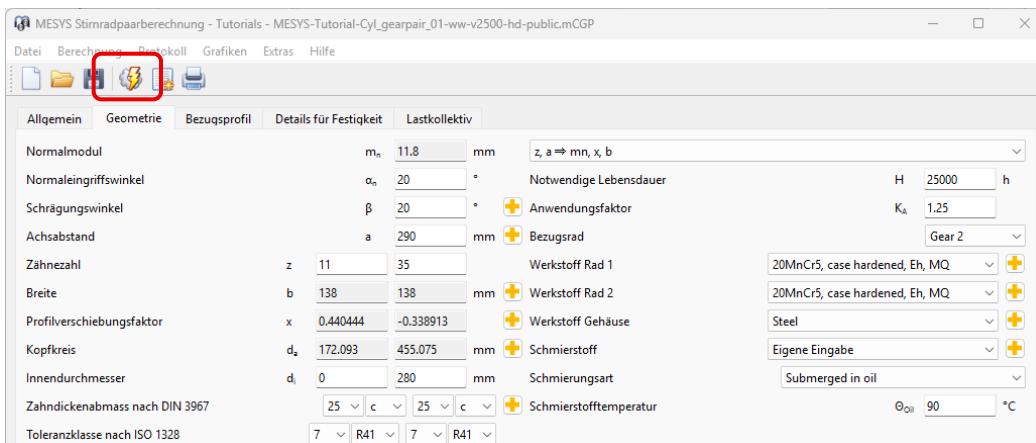 MESYS Stirnradpaarberechnung - Tutorials - MESYS-Tutorial-Cyl_gearpair_01-ww-v2500-hd-public.mCGP
Datei Berechnung Protokoll Grafiken Extras Hilfe
Allgemein Geometrie Bezugsprofil Details für Festigkeit Lastkollektiv
Normalmodul mₙ 11.8 mm z, a ⇒ mn, x, b
Normaleingriffswinkel αₙ 20 ° Notwendige Lebensdauer H 25000 h
Schrägungswinkel β 20 ° Anwendungsfaktor K_A 1.25
Achsabstand a 290 mm Bezugsrad Gear 2
Zähnezahl z 11 35 Werkstoff Rad 1 20MnCr5, case hardened, Eh, MQ
Breite b 138 138 mm Werkstoff Rad 2 20MnCr5, case hardened, Eh, MQ
Profilverschiebungsfaktor x 0.440444 -0.338913 Werkstoff Gehäuse Steel
Kopfkreis dₐ 172.093 455.075 mm Schmierstoff Eigene Eingabe
Innendurchmesser dᵢ 0 280 mm Schmierungsart Submerged in oil
Zahndickenabmass nach DIN 3967 25 c 25 c Schmierstofftemperatur Θ_Oil 90 °C
Toleranzklasse nach ISO 1328 7 R41 7 R41